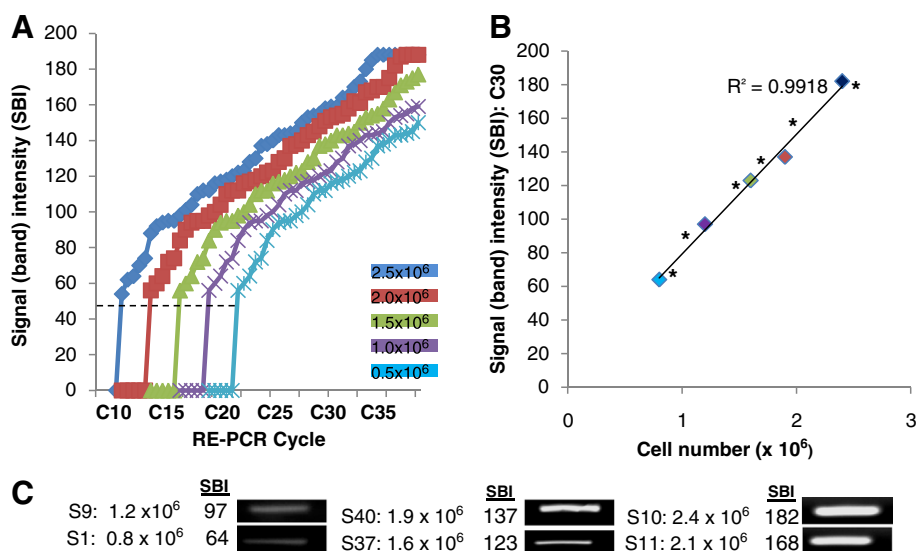 A
Signal (band) intensity (SBI)
200
180
160
140
120
100
80
60
40
20
0
C10 C15 C20 C25 C30 C35
RE-PCR Cycle
2.5x10⁶
2.0x10⁶
1.5x10⁶
1.0x10⁶
0.5x10⁶
B
Signal (band) intensity (SBI): C30
200
180
160
140
120
100
80
60
40
20
0
R² = 0.9918
*
*
*
*
*
*
*
0 1 2 3
Cell number (x 10⁶)
C
SBI SBI SBI
S9: 1.2 x10⁶ 97 S40: 1.9 x 10⁶ 137 S10: 2.4 x 10⁶ 182
S1: 0.8 x 10⁶ 64 S37: 1.6 x 10⁶ 123 S11: 2.1 x 10⁶ 168